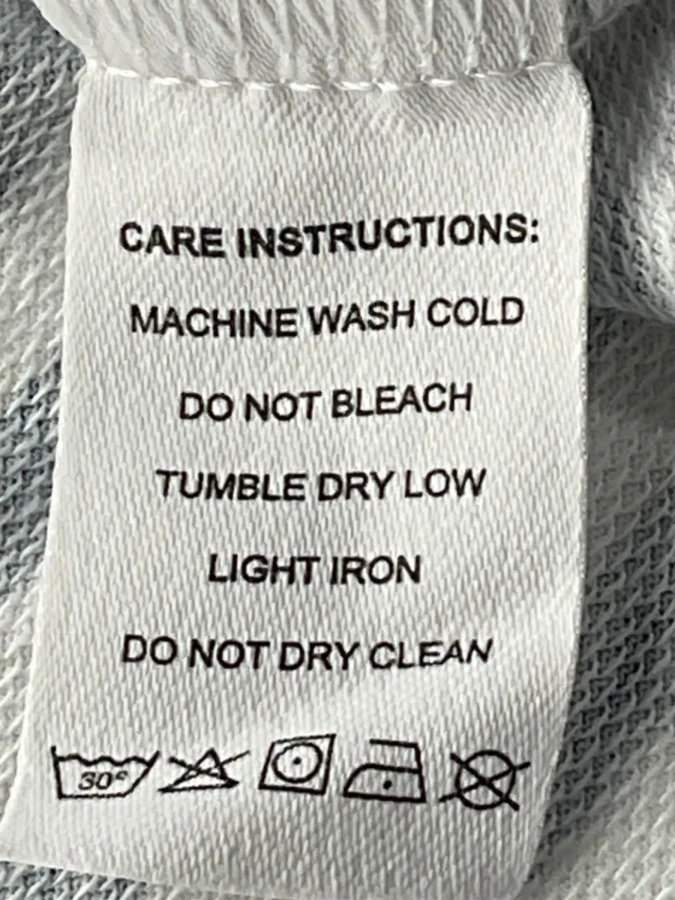 CARE INSTRUCTIONS:
MACHINE WASH COLD
DO NOT BLEACH
TUMBLE DRY LOW
LIGHT IRON
DO NOT DRY CLEAN
30°